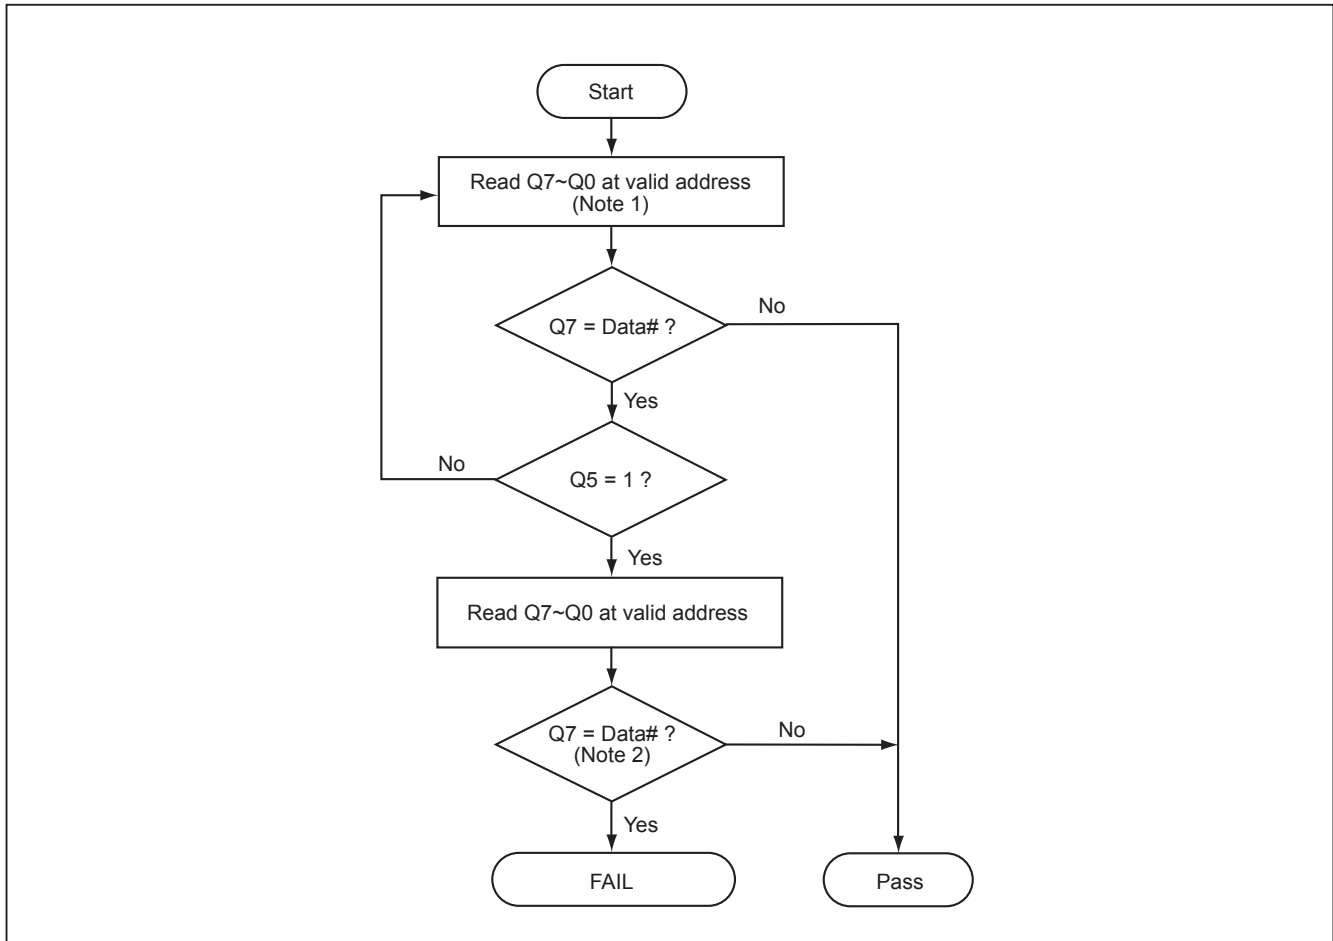 Start
Read Q7~Q0 at valid address
(Note 1)
Q7 = Data# ?
No
Yes
Q5 = 1 ?
No
Yes
Read Q7~Q0 at valid address
Q7 = Data# ?
(Note 2)
No
Yes
FAIL
Pass